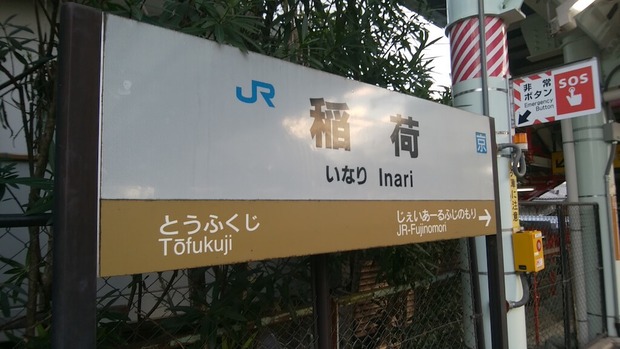 JR
稲荷
京
いなり Inari
とうふくじ
Tōfukuji
じぇいあーるふじのもり
JR-Fujinomori
非常
ボタン
Emergency
Button
SOS